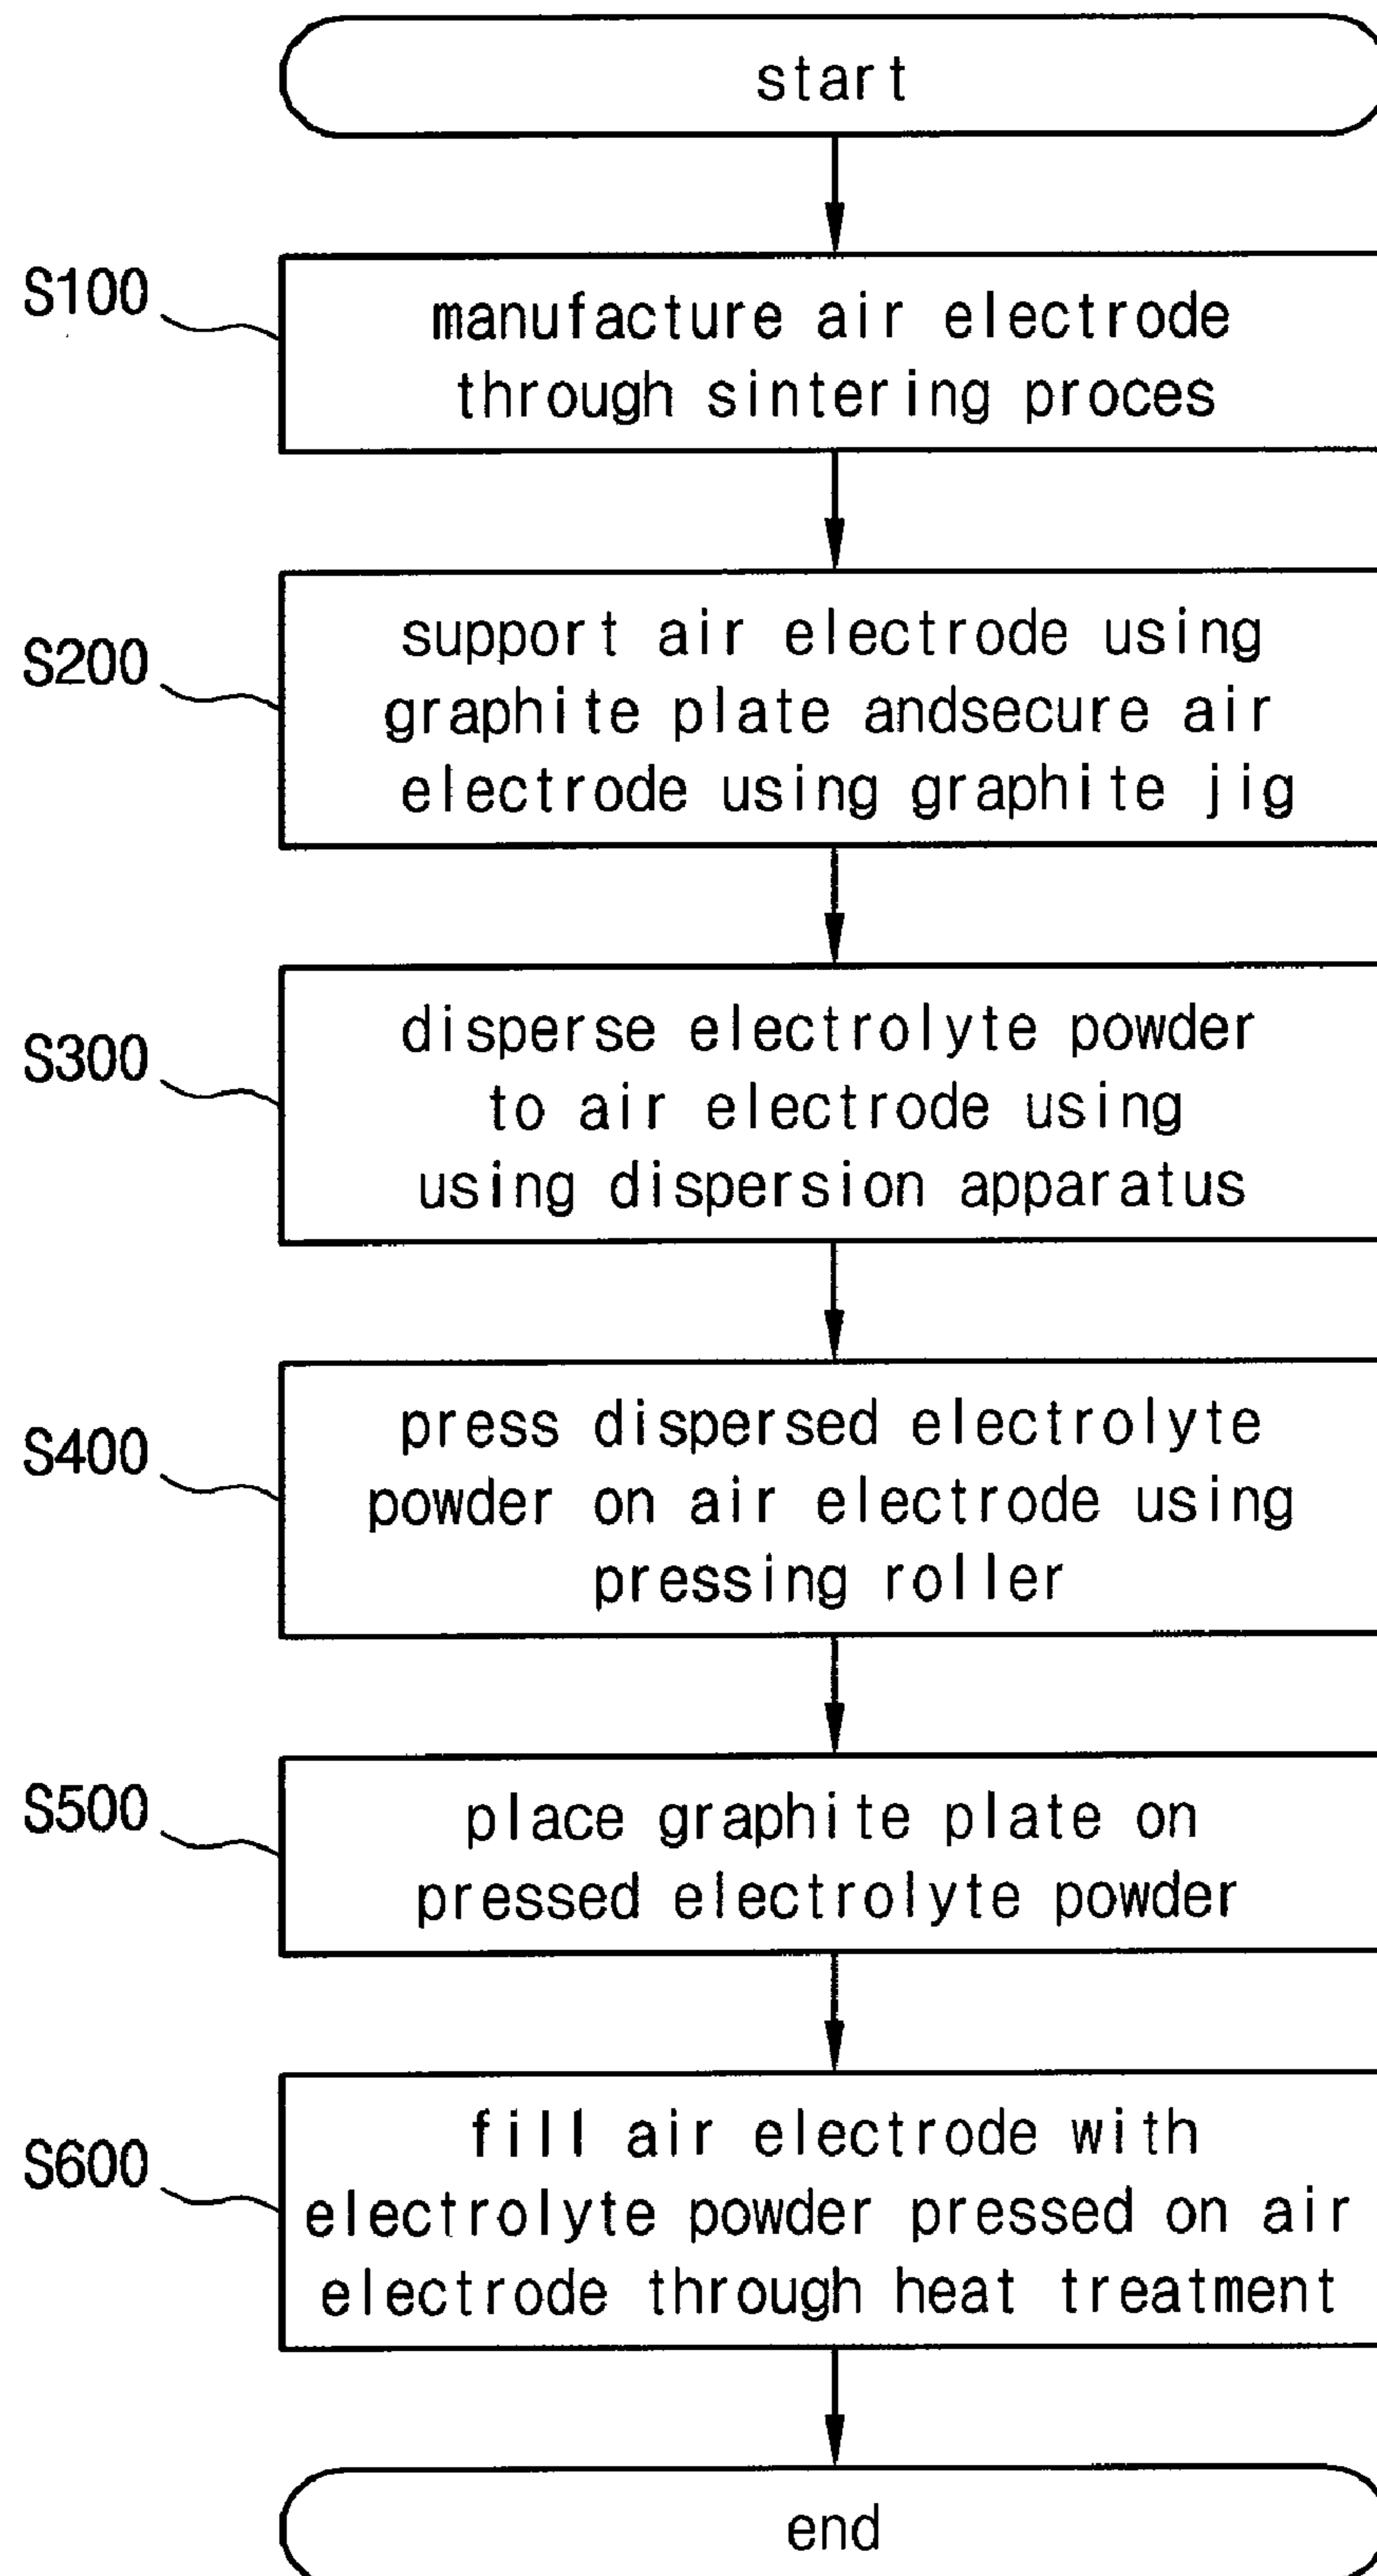 start
S100
manufacture air electrode
through sintering proces
S200
support air electrode using
graphite plate andsecure air
electrode using graphite jig
S300
disperse electrolyte powder
to air electrode using
using dispersion apparatus
S400
press dispersed electrolyte
powder on air electrode using
pressing roller
S500
place graphite plate on
pressed electrolyte powder
S600
fill air electrode with
electrolyte powder pressed on air
electrode through heat treatment
end